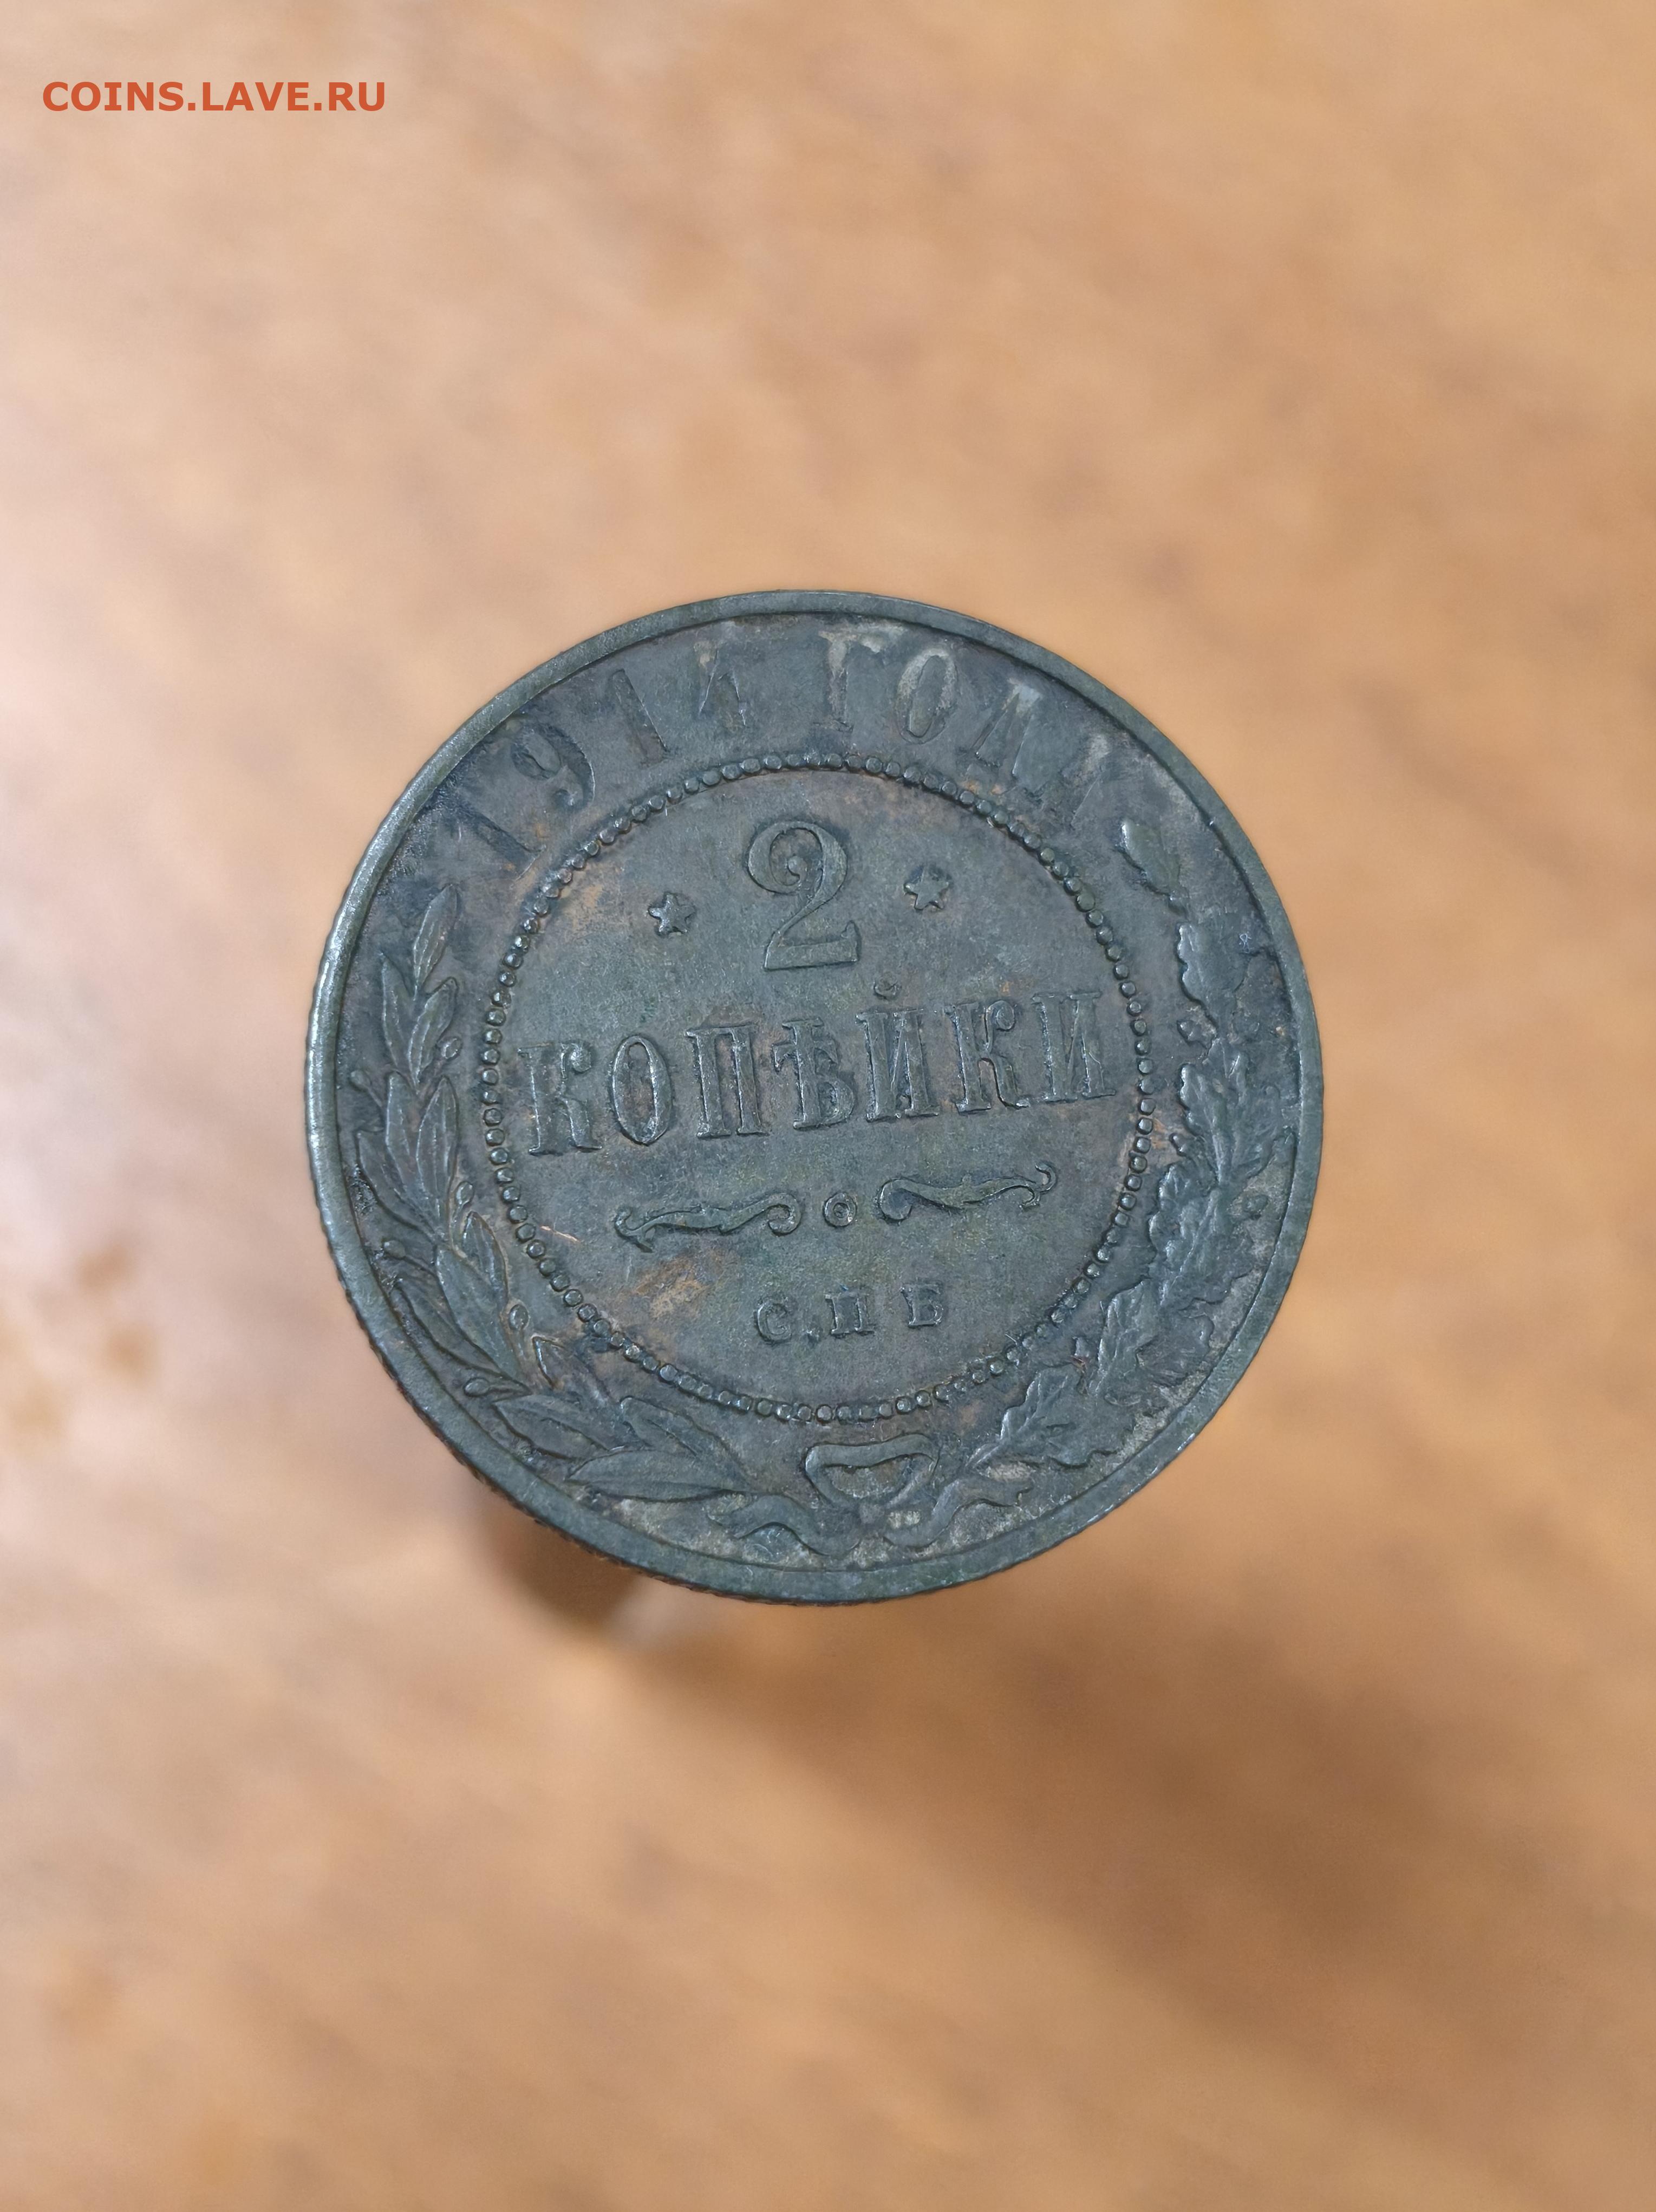 COINS.LAVE.RU
1914 ГОДА
2
КОПѢЙКИ
С.П Б